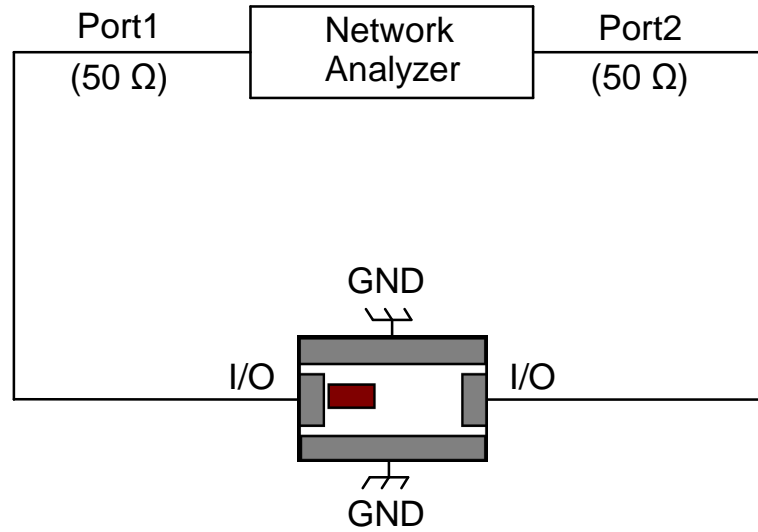 Port1
(50 Ω)
Network
Analyzer
Port2
(50 Ω)
GND
I/O
I/O
GND